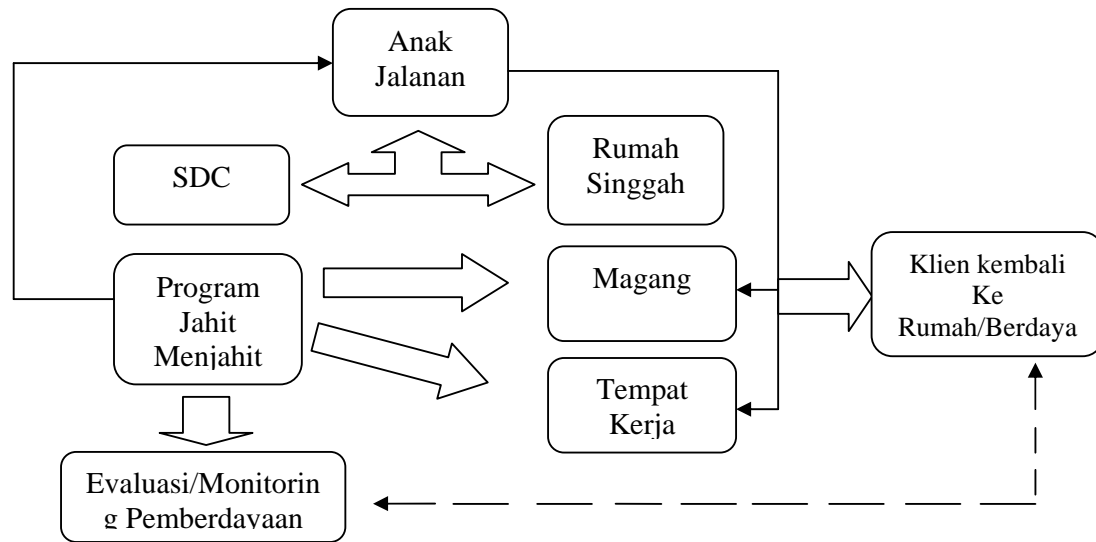 Anak
Jalanan
SDC
Rumah
Singgah
Program
Jahit
Menjahit
Magang
Klien kembali
Ke
Rumah/Berdaya
Tempat
Kerja
Evaluasi/Monitorin
g Pemberdayaan